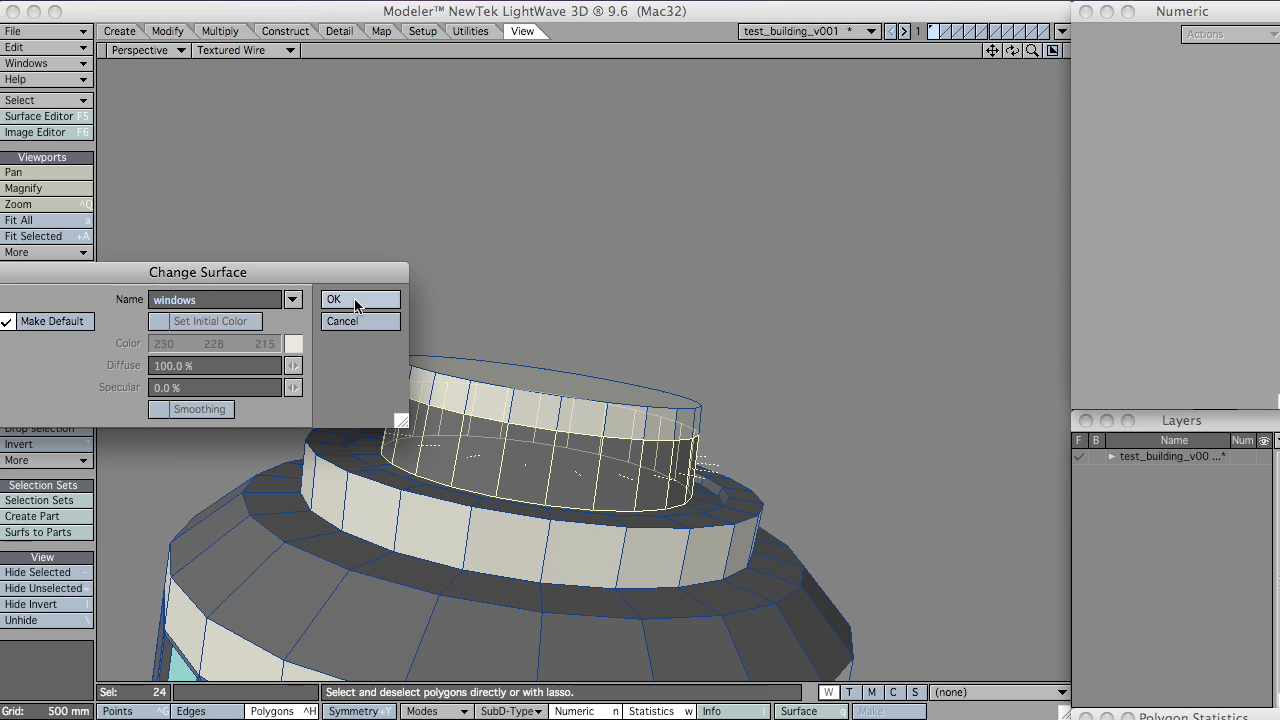 Modeler™ NewTek LightWave 3D ® 9.6 (Mac32)
Numeric
File
Create Modify Multiply Construct Detail Map Setup Utilities View
test_building_v001 * 1
Actions
Edit
Perspective Textured Wire
Windows
Help
Select
Surface Editor F5
Image Editor F6
Viewports
Pan
Magnify
Zoom
Fit All a
Fit Selected +A
More
Change Surface
Name windows OK
Make Default Set Initial Color Cancel
Color 230 228 215
Diffuse 100.0 %
Specular 0.0 %
Smoothing
Drop selection
Invert
More
Selection Sets
Selection Sets
Create Part
Surfs to Parts
View
Hide Selected -
Hide Unselected =
Hide Invert |
Unhide \
Layers
F B Name Num
test_building_v00 ...*
Sel: 24 Select and deselect polygons directly or with lasso. W T M C S (none)
Grid: 500 mm Points ^G Edges Polygons ^H Symmetry +Y Modes SubD-Type Numeric n Statistics w Info i Surface q Make
Polygon Statistics